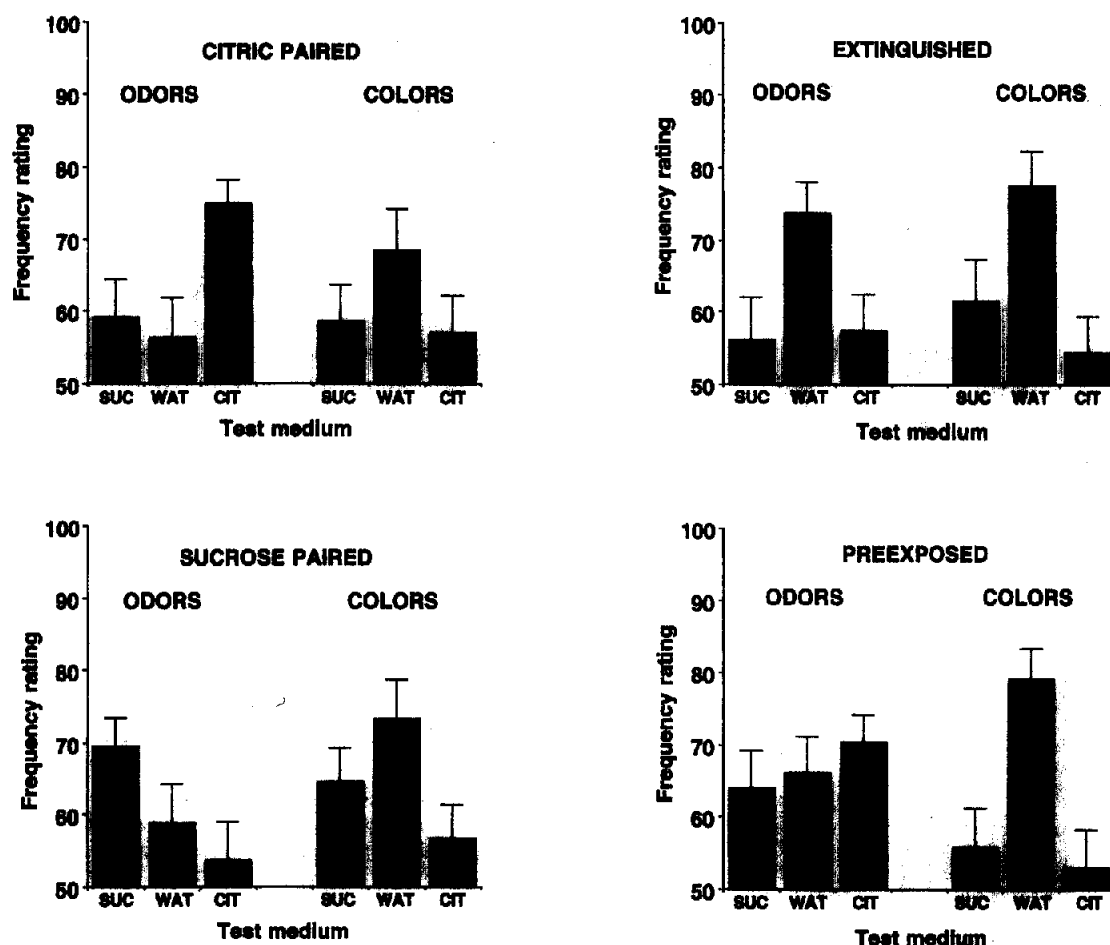 CITRIC PAIRED
ODORS COLORS
Frequency rating
100
90
80
70
60
50
SUC WAT CIT SUC WAT CIT
Test medium
EXTINGUISHED
ODORS COLORS
Frequency rating
100
90
80
70
60
50
SUC WAT CIT SUC WAT CIT
Test medium
SUCROSE PAIRED
ODORS COLORS
Frequency rating
100
90
80
70
60
50
SUC WAT CIT SUC WAT CIT
Test medium
PREEXPOSED
ODORS COLORS
Frequency rating
100
90
80
70
60
50
SUC WAT CIT SUC WAT CIT
Test medium